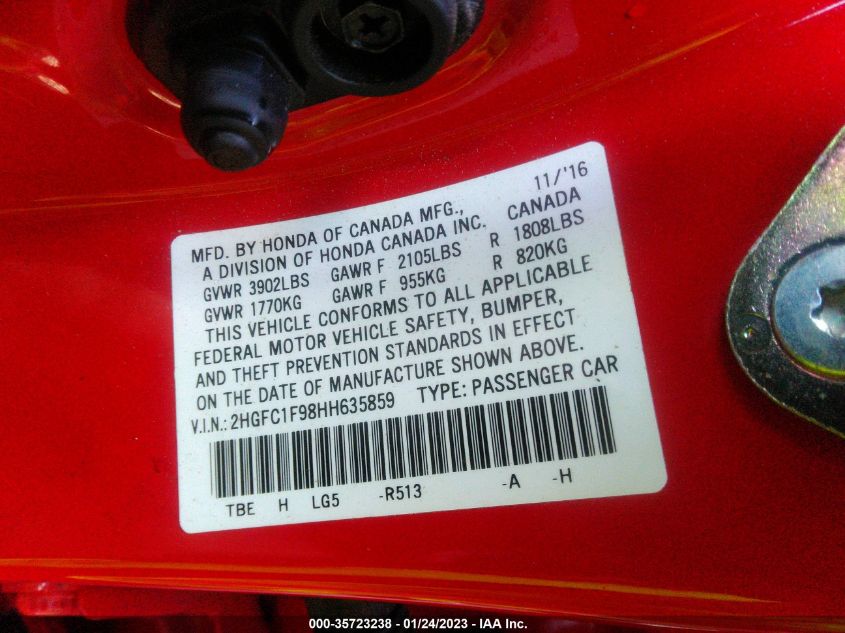 11/'16
MFD. BY HONDA OF CANADA MFG.,
A DIVISION OF HONDA CANADA INC. CANADA
GVWR 3902LBS GAWR F 2105LBS R 1808LBS
GVWR 1770KG GAWR F 955KG R 820KG
THIS VEHICLE CONFORMS TO ALL APPLICABLE
FEDERAL MOTOR VEHICLE SAFETY, BUMPER,
AND THEFT PREVENTION STANDARDS IN EFFECT
ON THE DATE OF MANUFACTURE SHOWN ABOVE.
V.I.N.: 2HGFC1F98HH635859 TYPE: PASSENGER CAR
TBE H LG5 -R513 -A -H
000-35723238 - 01/24/2023 - IAA Inc.